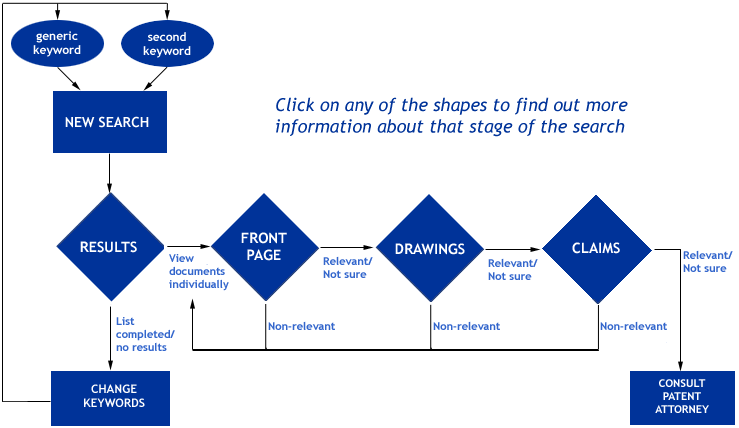 generic
keyword
second
keyword
NEW SEARCH
Click on any of the shapes to find out more
information about that stage of the search
RESULTS
View
documents
individually
FRONT
PAGE
Relevant/
Not sure
DRAWINGS
Relevant/
Not sure
CLAIMS
Relevant/
Not sure
List
completed/
no results
Non-relevant
Non-relevant
Non-relevant
CHANGE
KEYWORDS
CONSULT
PATENT
ATTORNEY